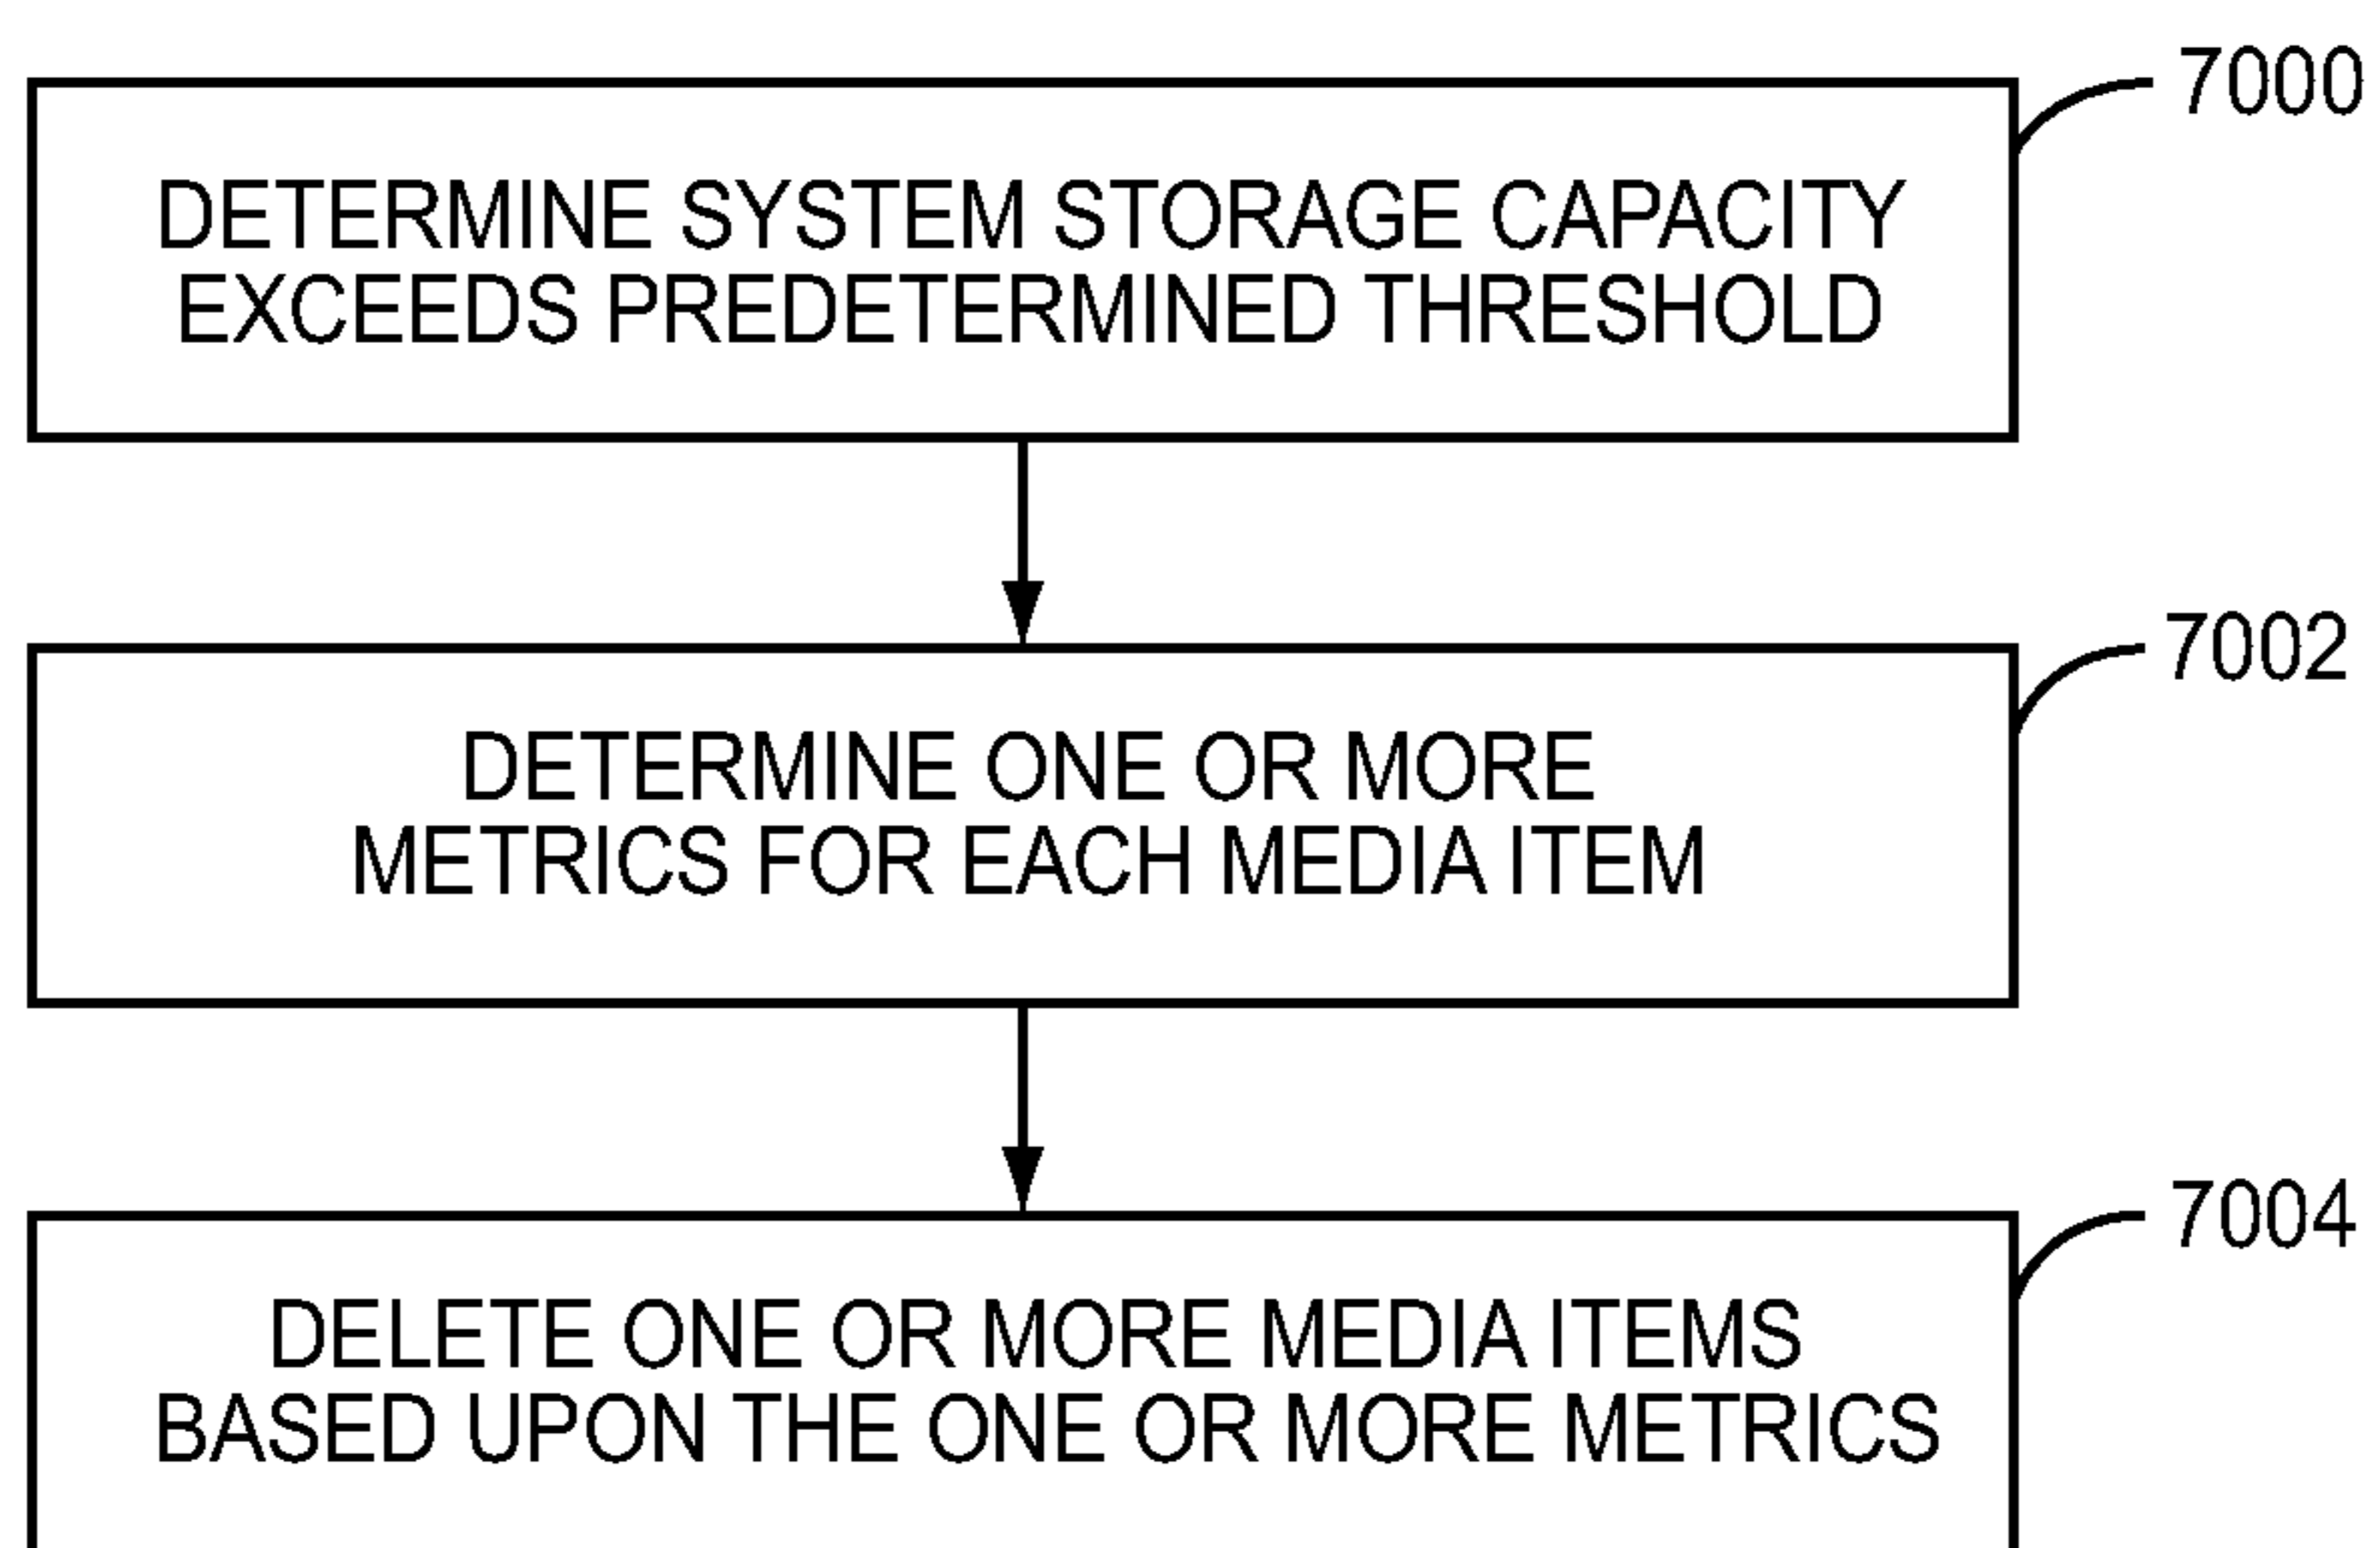 7000
DETERMINE SYSTEM STORAGE CAPACITY
EXCEEDS PREDETERMINED THRESHOLD
7002
DETERMINE ONE OR MORE
METRICS FOR EACH MEDIA ITEM
7004
DELETE ONE OR MORE MEDIA ITEMS
BASED UPON THE ONE OR MORE METRICS